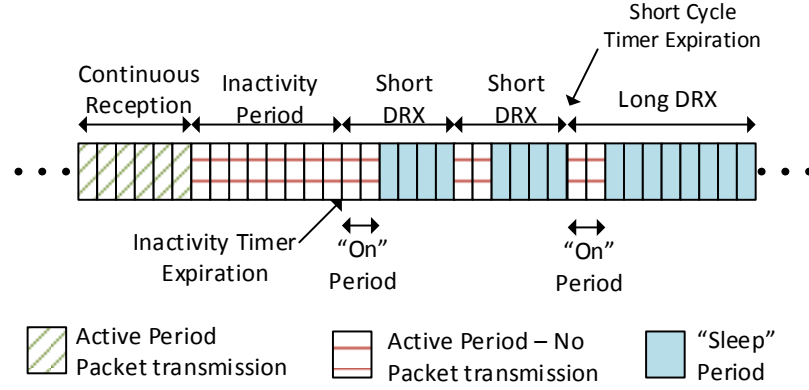 Short Cycle
Timer Expiration
Continuous
Reception
Inactivity
Period
Short
DRX
Short
DRX
Long DRX
Inactivity Timer
Expiration
“On”
Period
“On”
Period
Active Period
Packet transmission
Active Period – No
Packet transmission
“Sleep”
Period